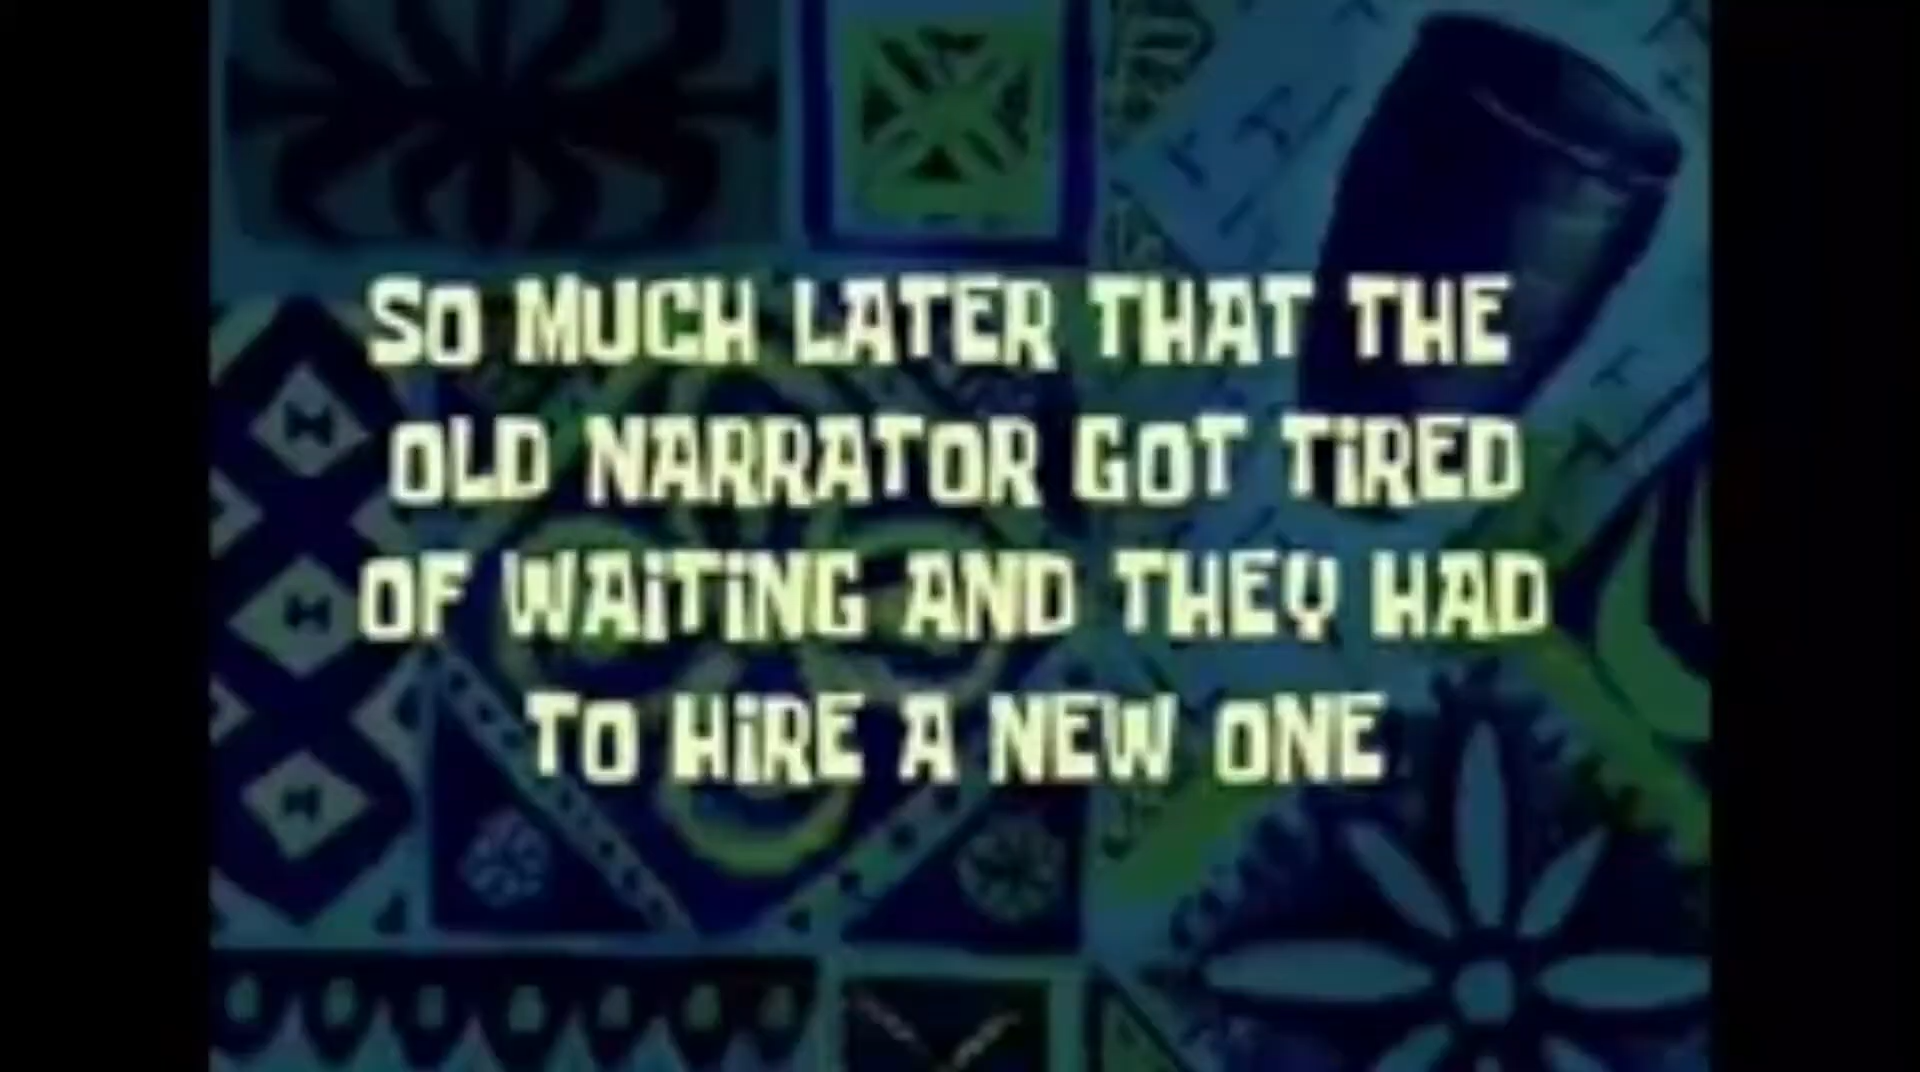 SO MUCH LATER THAT THE
OLD NARRATOR GOT TiRED
OF WAiTiNG AND THEY HAD
TO HiRE A NEW ONE